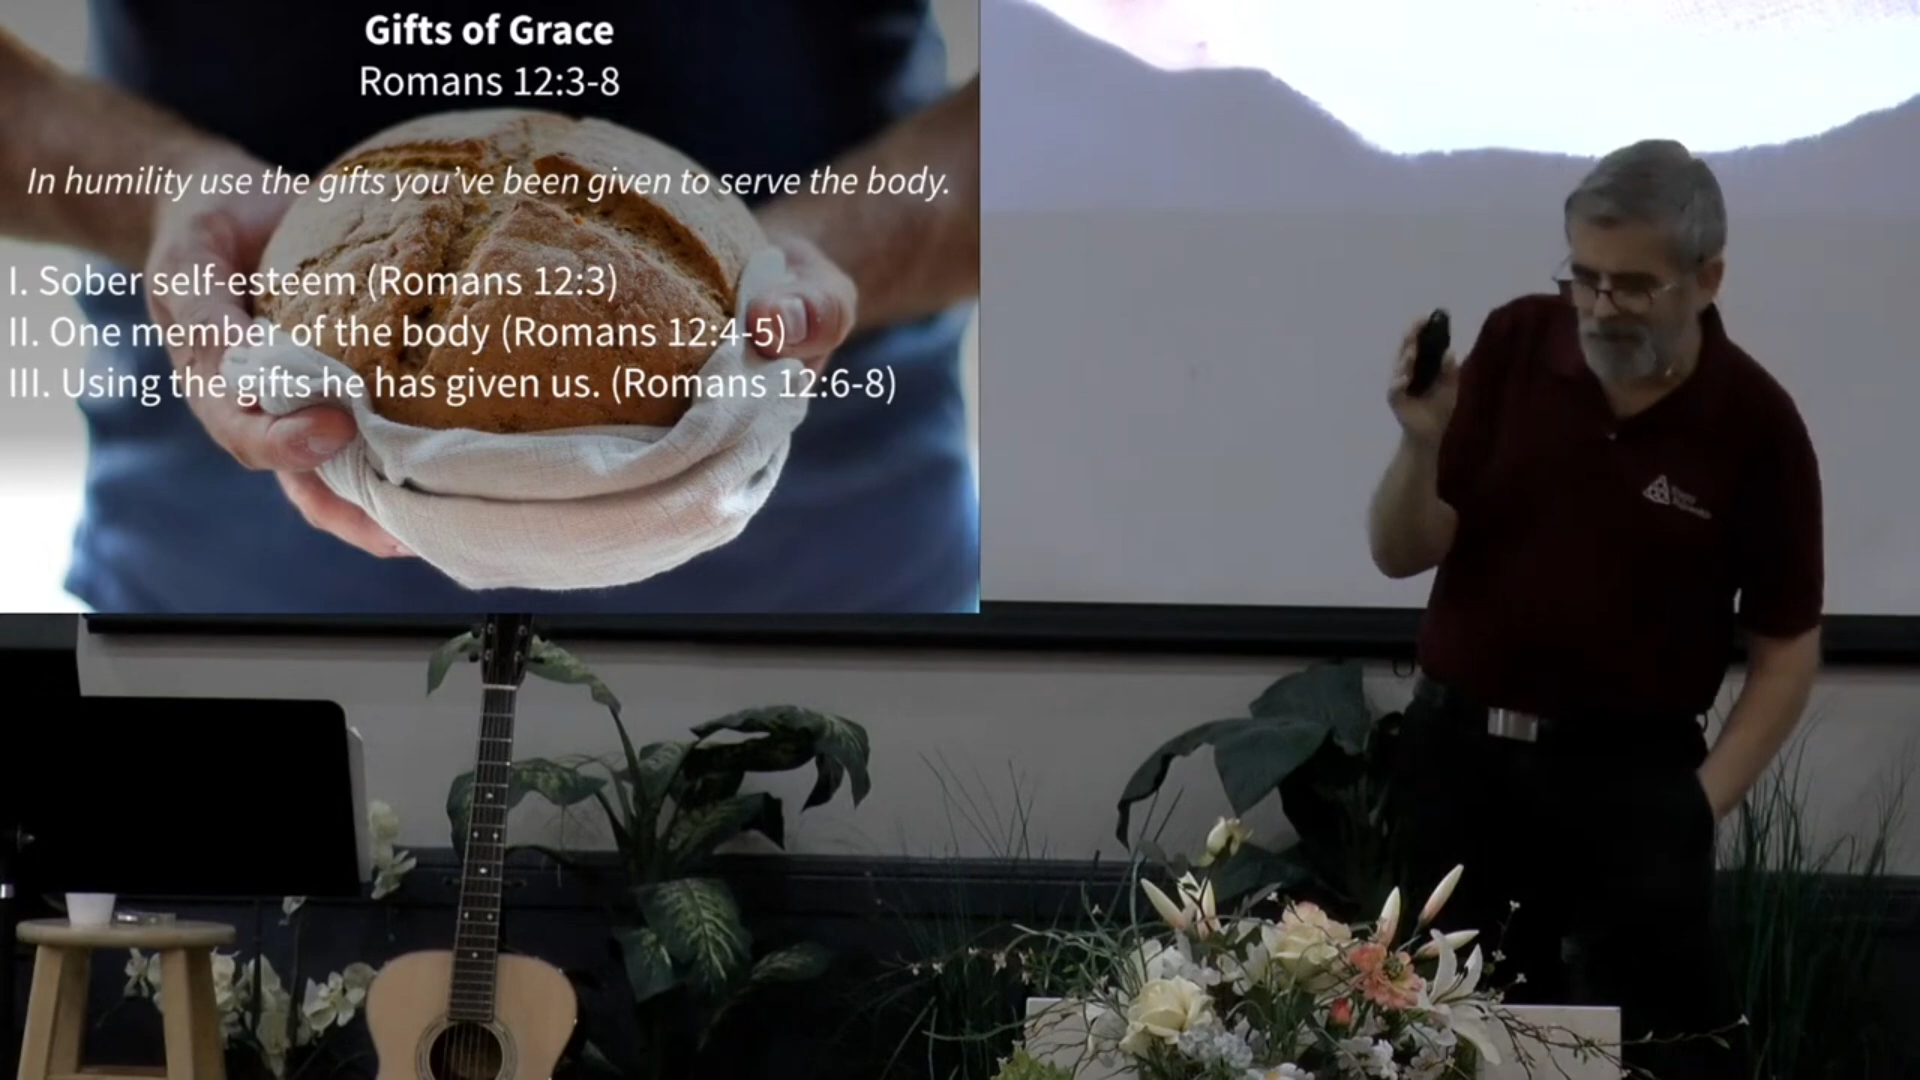 Gifts of Grace
Romans 12:3-8
In humility use the gifts you've been given to serve the body.
I. Sober self-esteem (Romans 12:3)
II. One member of the body (Romans 12:4-5)
III. Using the gifts he has given us. (Romans 12:6-8)